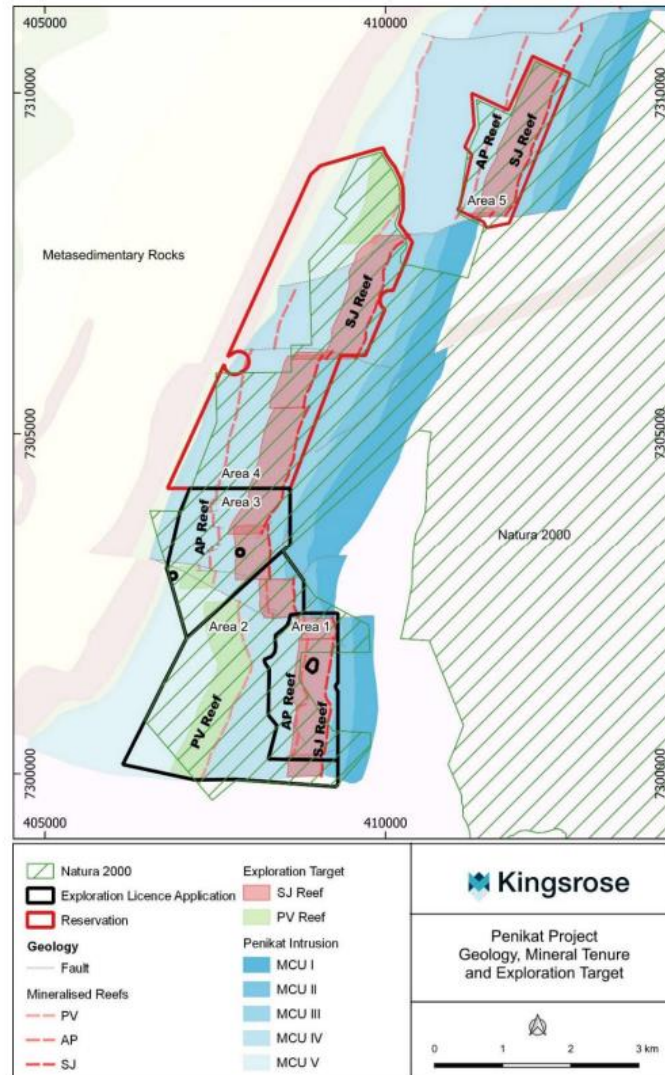 405000
410000
7310000
7310000
AP Reef
SJ Reef
Area 5
Metasedimentary Rocks
SJ Reef
7305000
7305000
Area 4
Area 3
AP Reef
Natura 2000
Area 2
Area 1
PV Reef
AP Reef
SJ Reef
7300000
7300000
405000
410000
Natura 2000
Exploration Licence Application
Reservation
Geology
Fault
Mineralised Reefs
PV
AP
SJ
Exploration Target
SJ Reef
PV Reef
Penikat Intrusion
MCU I
MCU II
MCU III
MCU IV
MCU V
Kingsrose
Penikat Project
Geology, Mineral Tenure
and Exploration Target
0 1 2 3 km